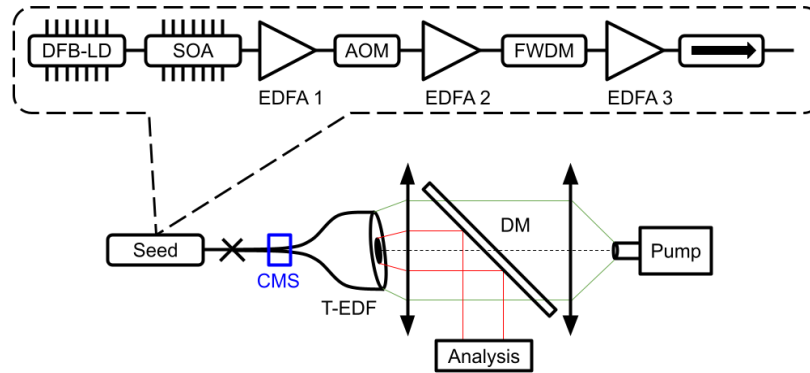 DFB-LD
SOA
EDFA 1
AOM
EDFA 2
FWDM
EDFA 3
DM
Seed
CMS
T-EDF
Pump
Analysis